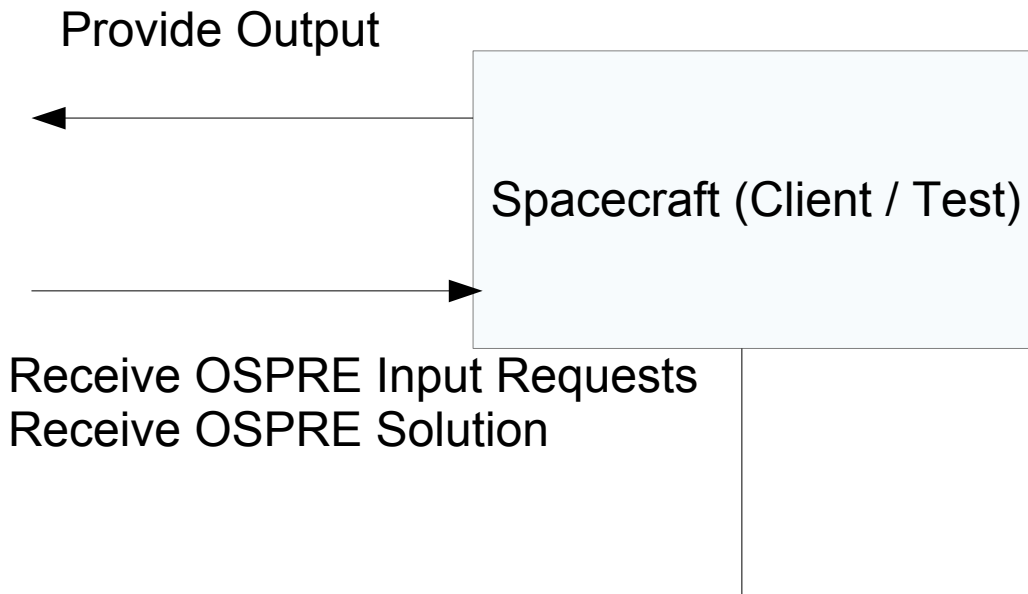 Provide Output
Spacecraft (Client / Test)
Receive OSPRE Input Requests
Receive OSPRE Solution